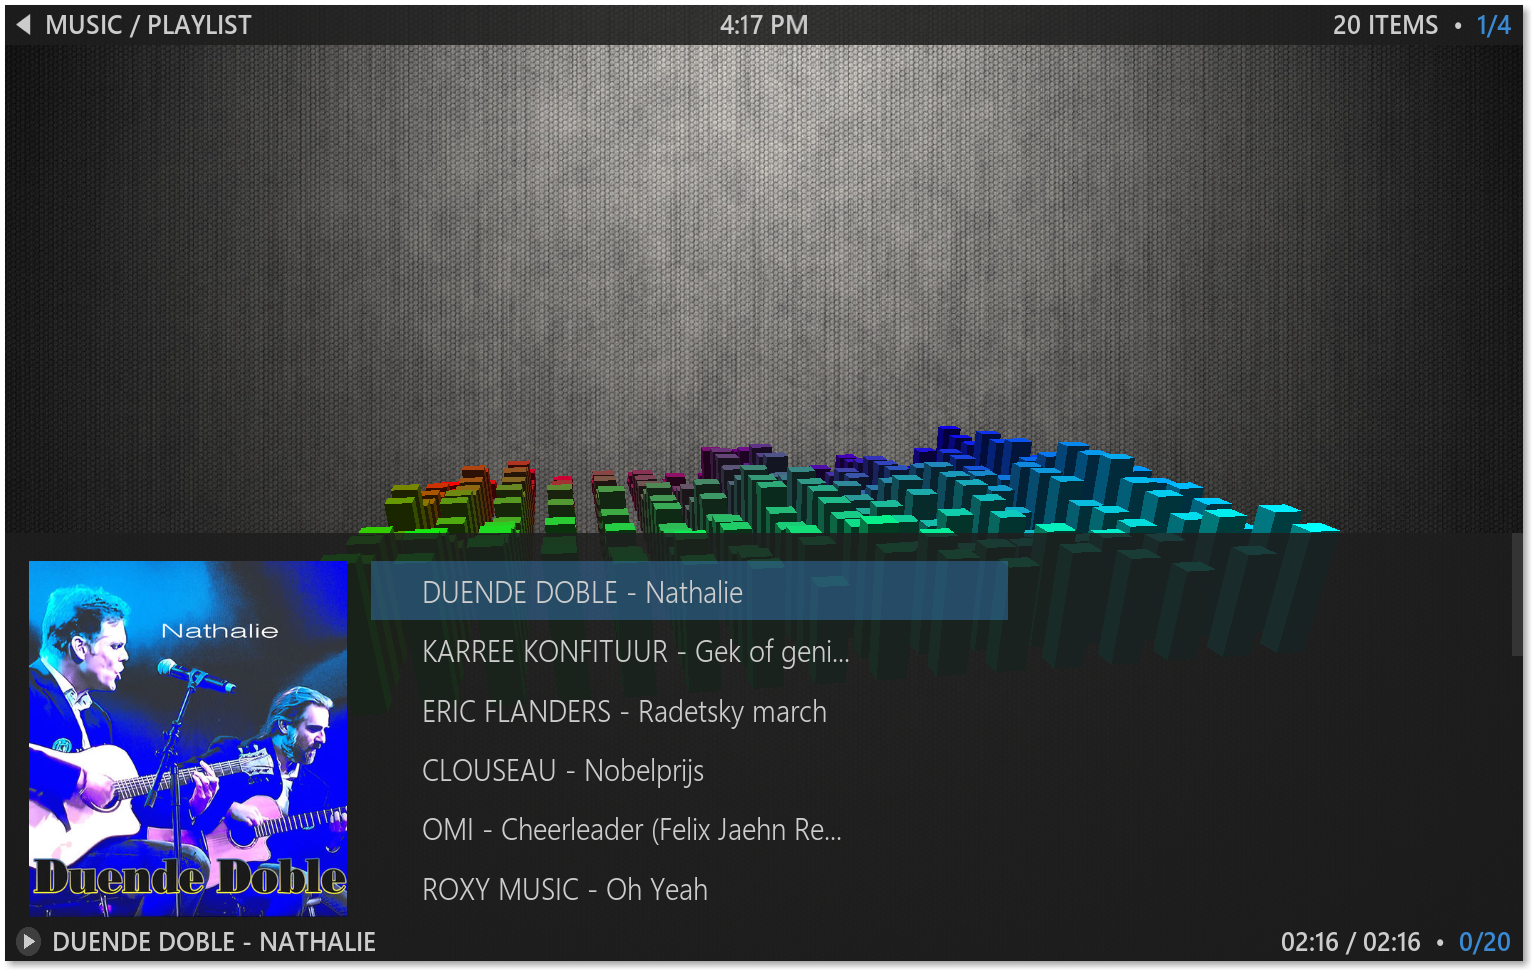 MUSIC / PLAYLIST
4:17 PM
20 ITEMS • 1/4
Nathalie
Duende Doble
DUENDE DOBLE - Nathalie
KARREE KONFITUUR - Gek of geni...
ERIC FLANDERS - Radetsky march
CLOUSEAU - Nobelprijs
OMI - Cheerleader (Felix Jaehn Re...
ROXY MUSIC - Oh Yeah
DUENDE DOBLE - NATHALIE
02:16 / 02:16 • 0/20